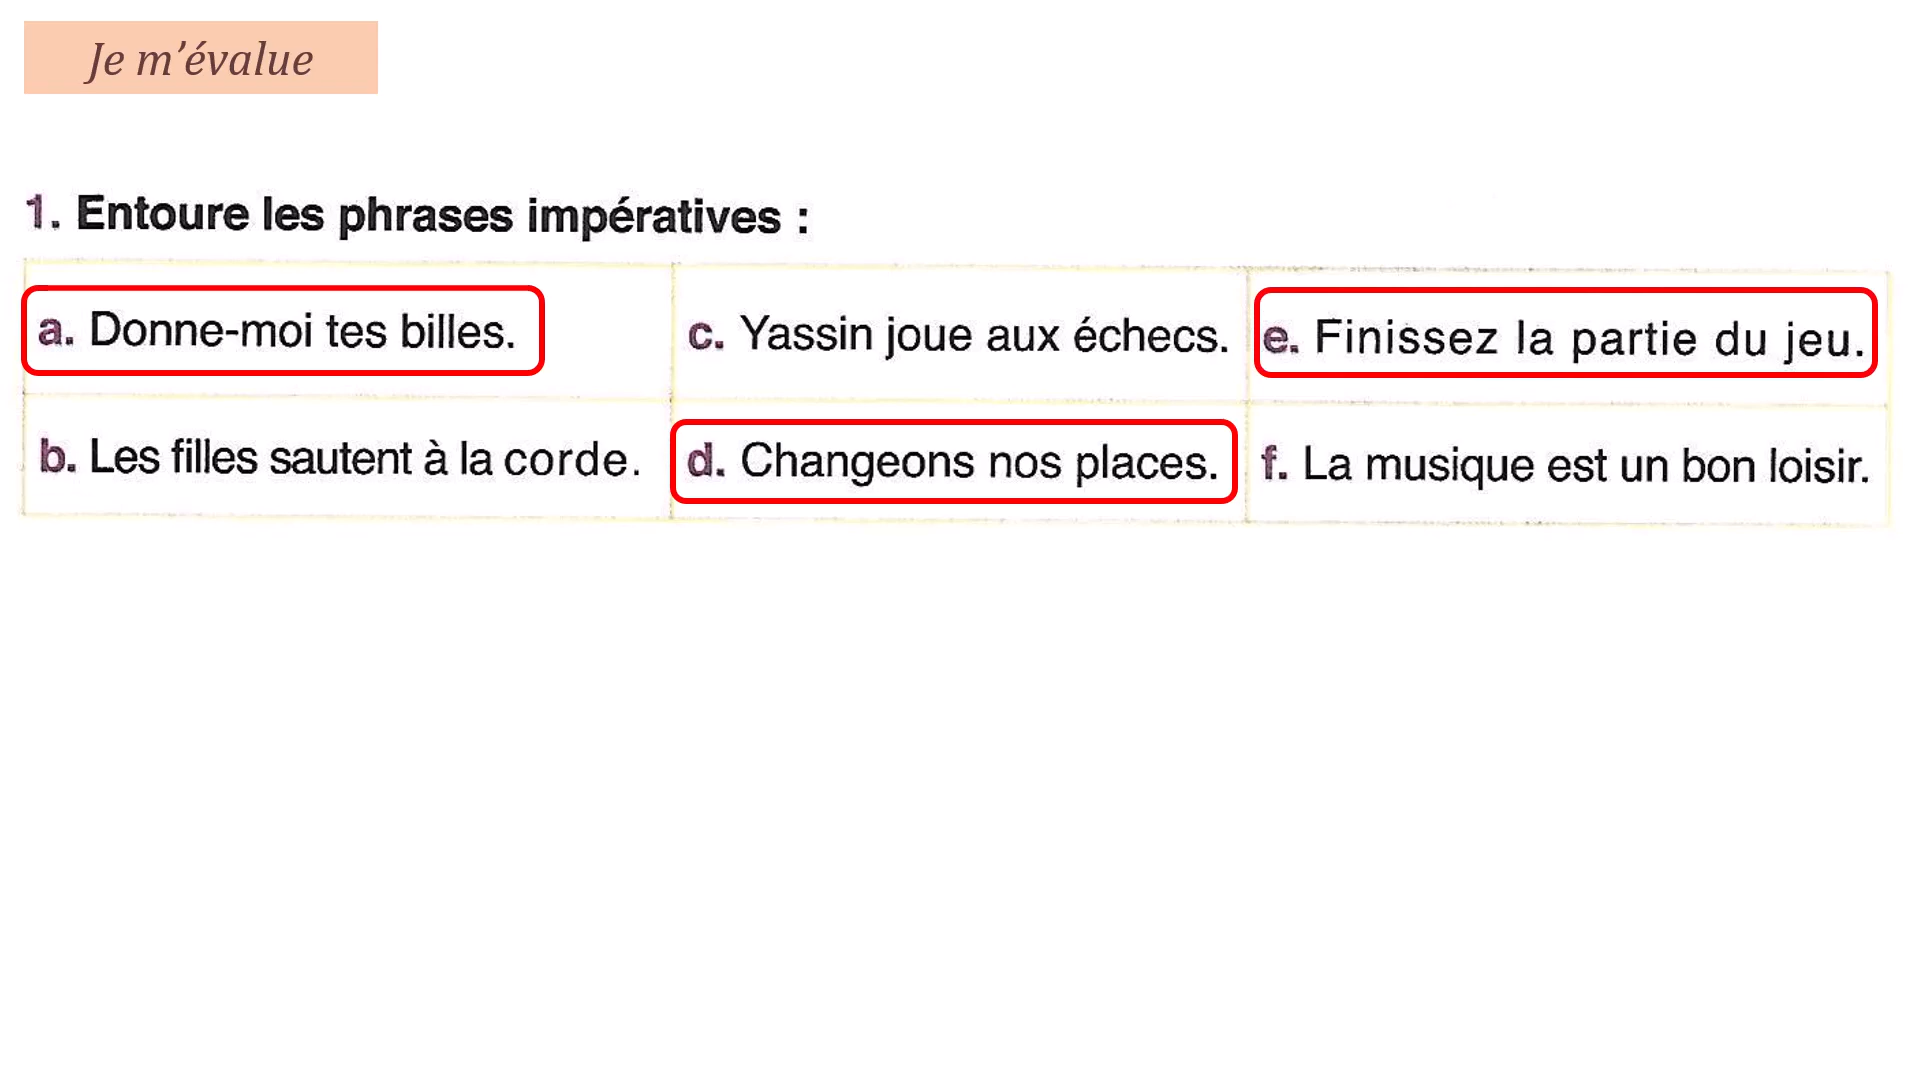 Je m’évalue
1. Entoure les phrases impératives :
a. Donne-moi tes billes.
c. Yassin joue aux échecs.
e. Finissez la partie du jeu.
b. Les filles sautent à la corde.
d. Changeons nos places.
f. La musique est un bon loisir.